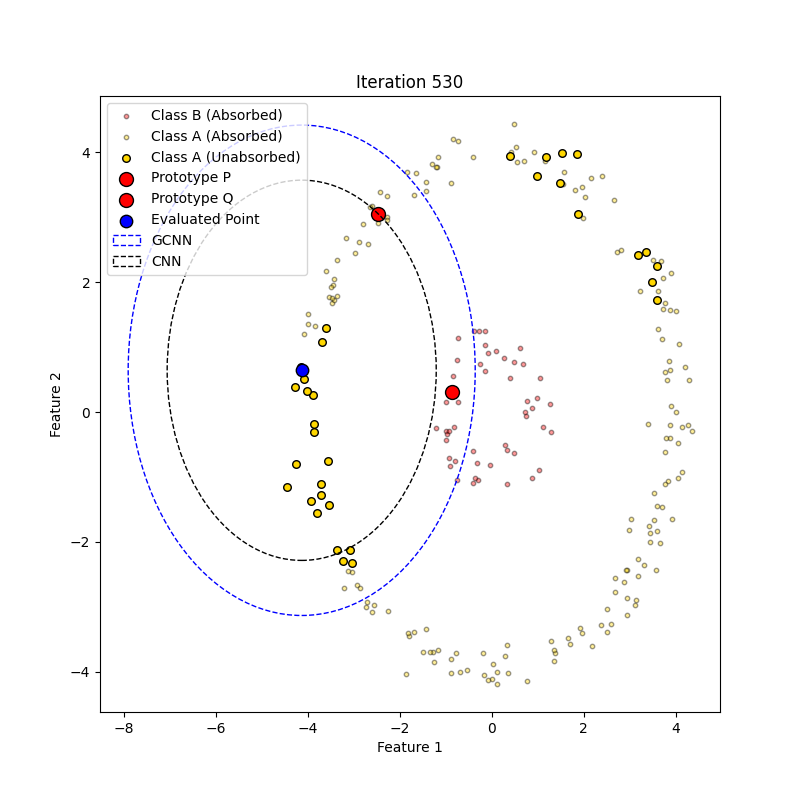 Iteration 530
Class B (Absorbed)
Class A (Absorbed)
Class A (Unabsorbed)
Prototype P
Prototype Q
Evaluated Point
GCNN
CNN
4
2
0
−2
−4
Feature 2
−8
−6
−4
−2
0
2
4
Feature 1